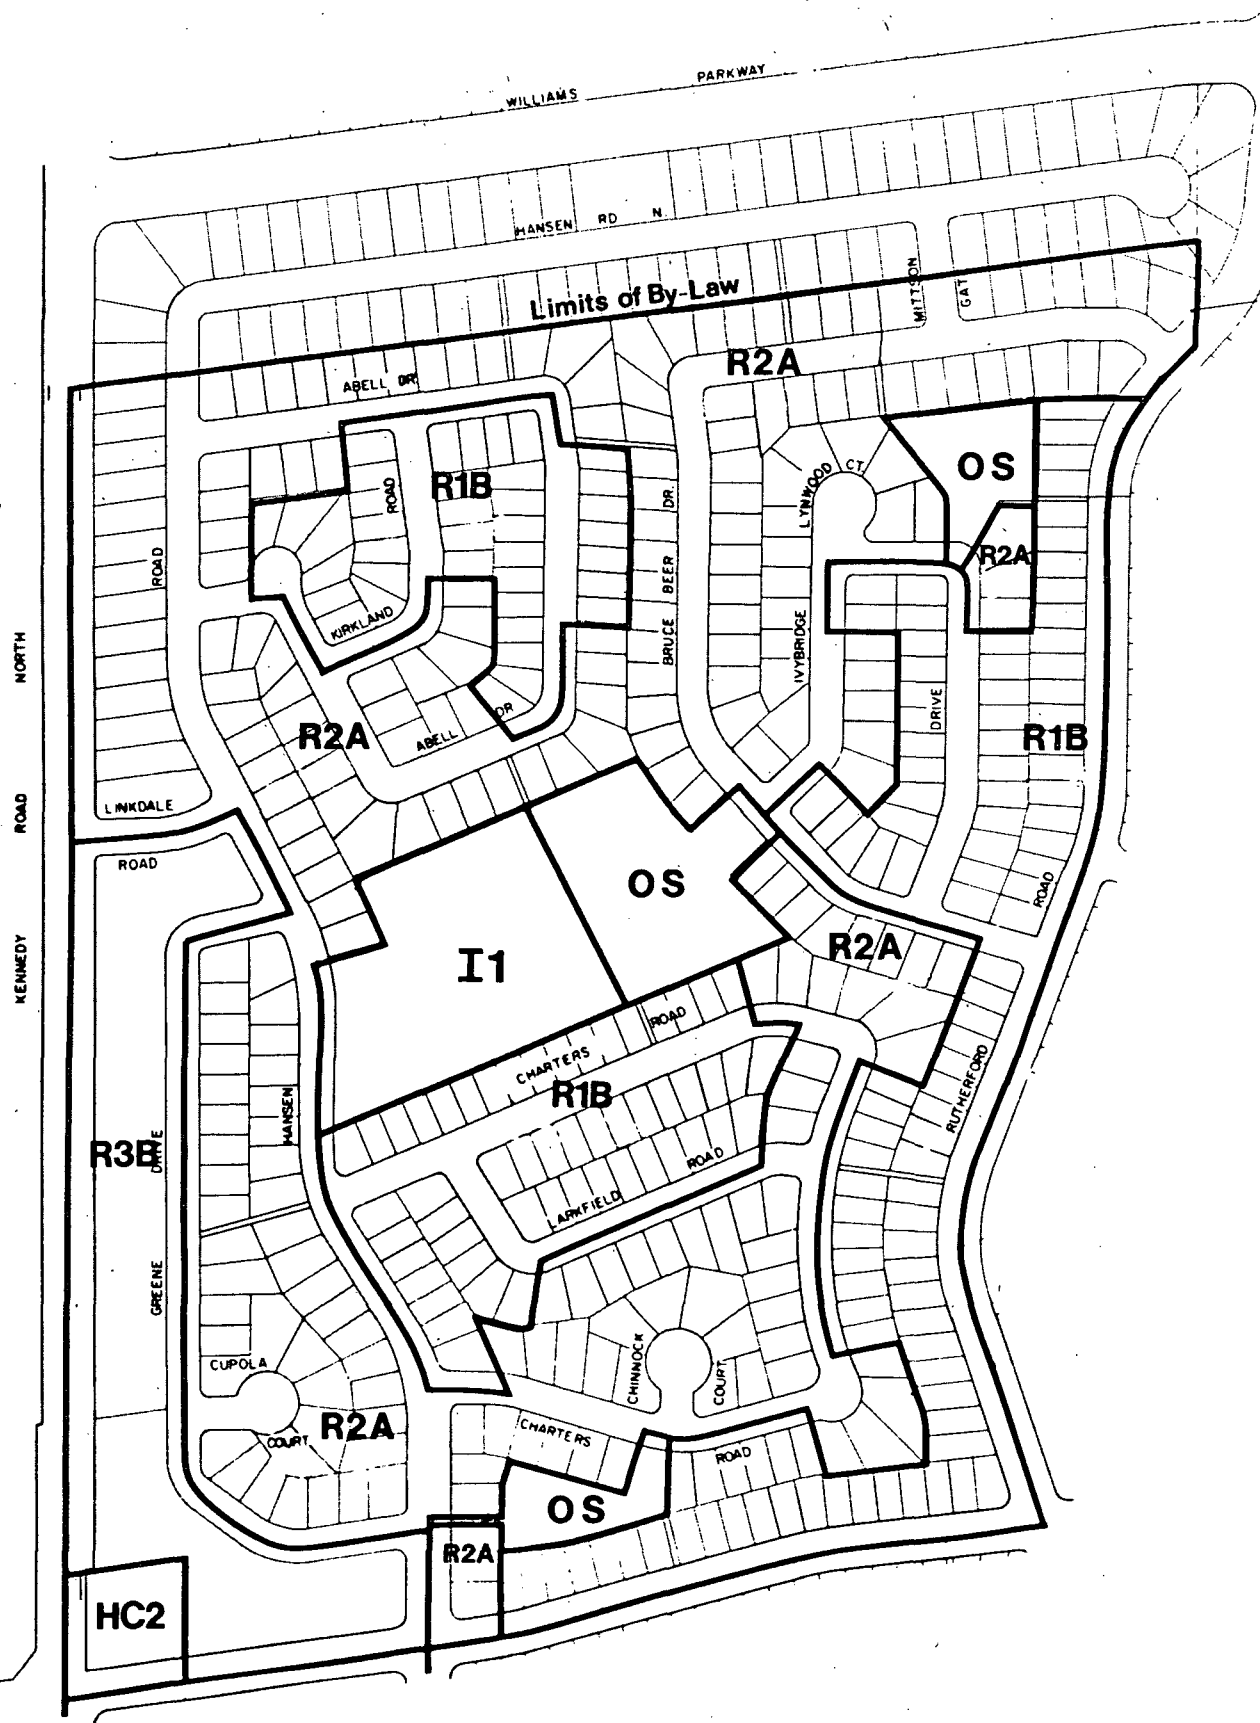 PARKWAY
WILLIAMS
HANSEN RD N.
Limits of By-Law
MITTSON
GATE
R2A
ABELL DR.
OS
LYNWOOD CT.
R1B
ROAD
DR.
ROAD
R2A
BRUCE BEER
KIRKLAND
IVYBRIDGE
DRIVE
NORTH
R2A
ABELL DR
R1B
LINKDALE
ROAD
ROAD
OS
ROAD
KENNEDY
I1
R2A
ROAD
CHARTERS
R1B
RUTHERFORD
HANSEN
R3B
DRIVE
ROAD
LARKFIELD
GREENE
CHINNOCK
COURT
CUPOLA
COURT
R2A
CHARTERS
ROAD
OS
R2A
HC2